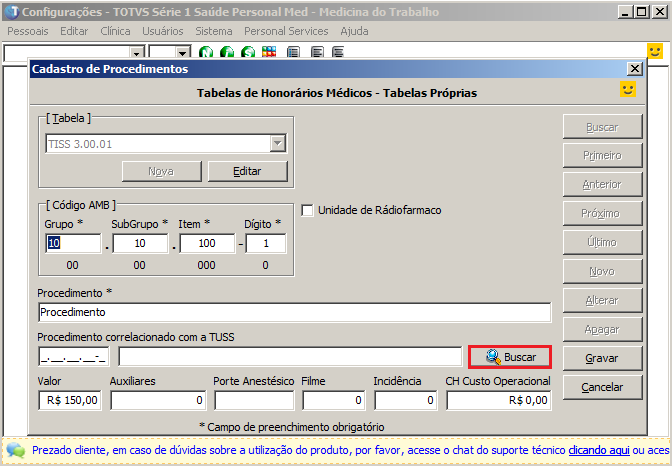 Configurações - TOTVS Série 1 Saúde Personal Med - Medicina do Trabalho
Pessoais Editar Clínica Usuários Sistema Personal Services Ajuda
Cadastro de Procedimentos
Tabelas de Honorários Médicos - Tabelas Próprias
[ Tabela ]
TISS 3.00.01
Nova Editar
[ Código AMB ]
Grupo * SubGrupo * Item * Dígito *
10 . 10 . 100 - 1
00 00 000 0
Unidade de Rádiofarmaco
Procedimento *
Procedimento
Procedimento correlacionado com a TUSS
_.__.__.__-_ Buscar
Valor Auxiliares Porte Anestésico Filme Incidência CH Custo Operacional
R$ 150,00 0 0 0 R$ 0,00
* Campo de preenchimento obrigatório
Buscar
Primeiro
Anterior
Próximo
Último
Novo
Alterar
Apagar
Gravar
Cancelar
Prezado cliente, em caso de dúvidas sobre a utilização do produto, por favor, acesse o chat do suporte técnico clicando aqui ou aces